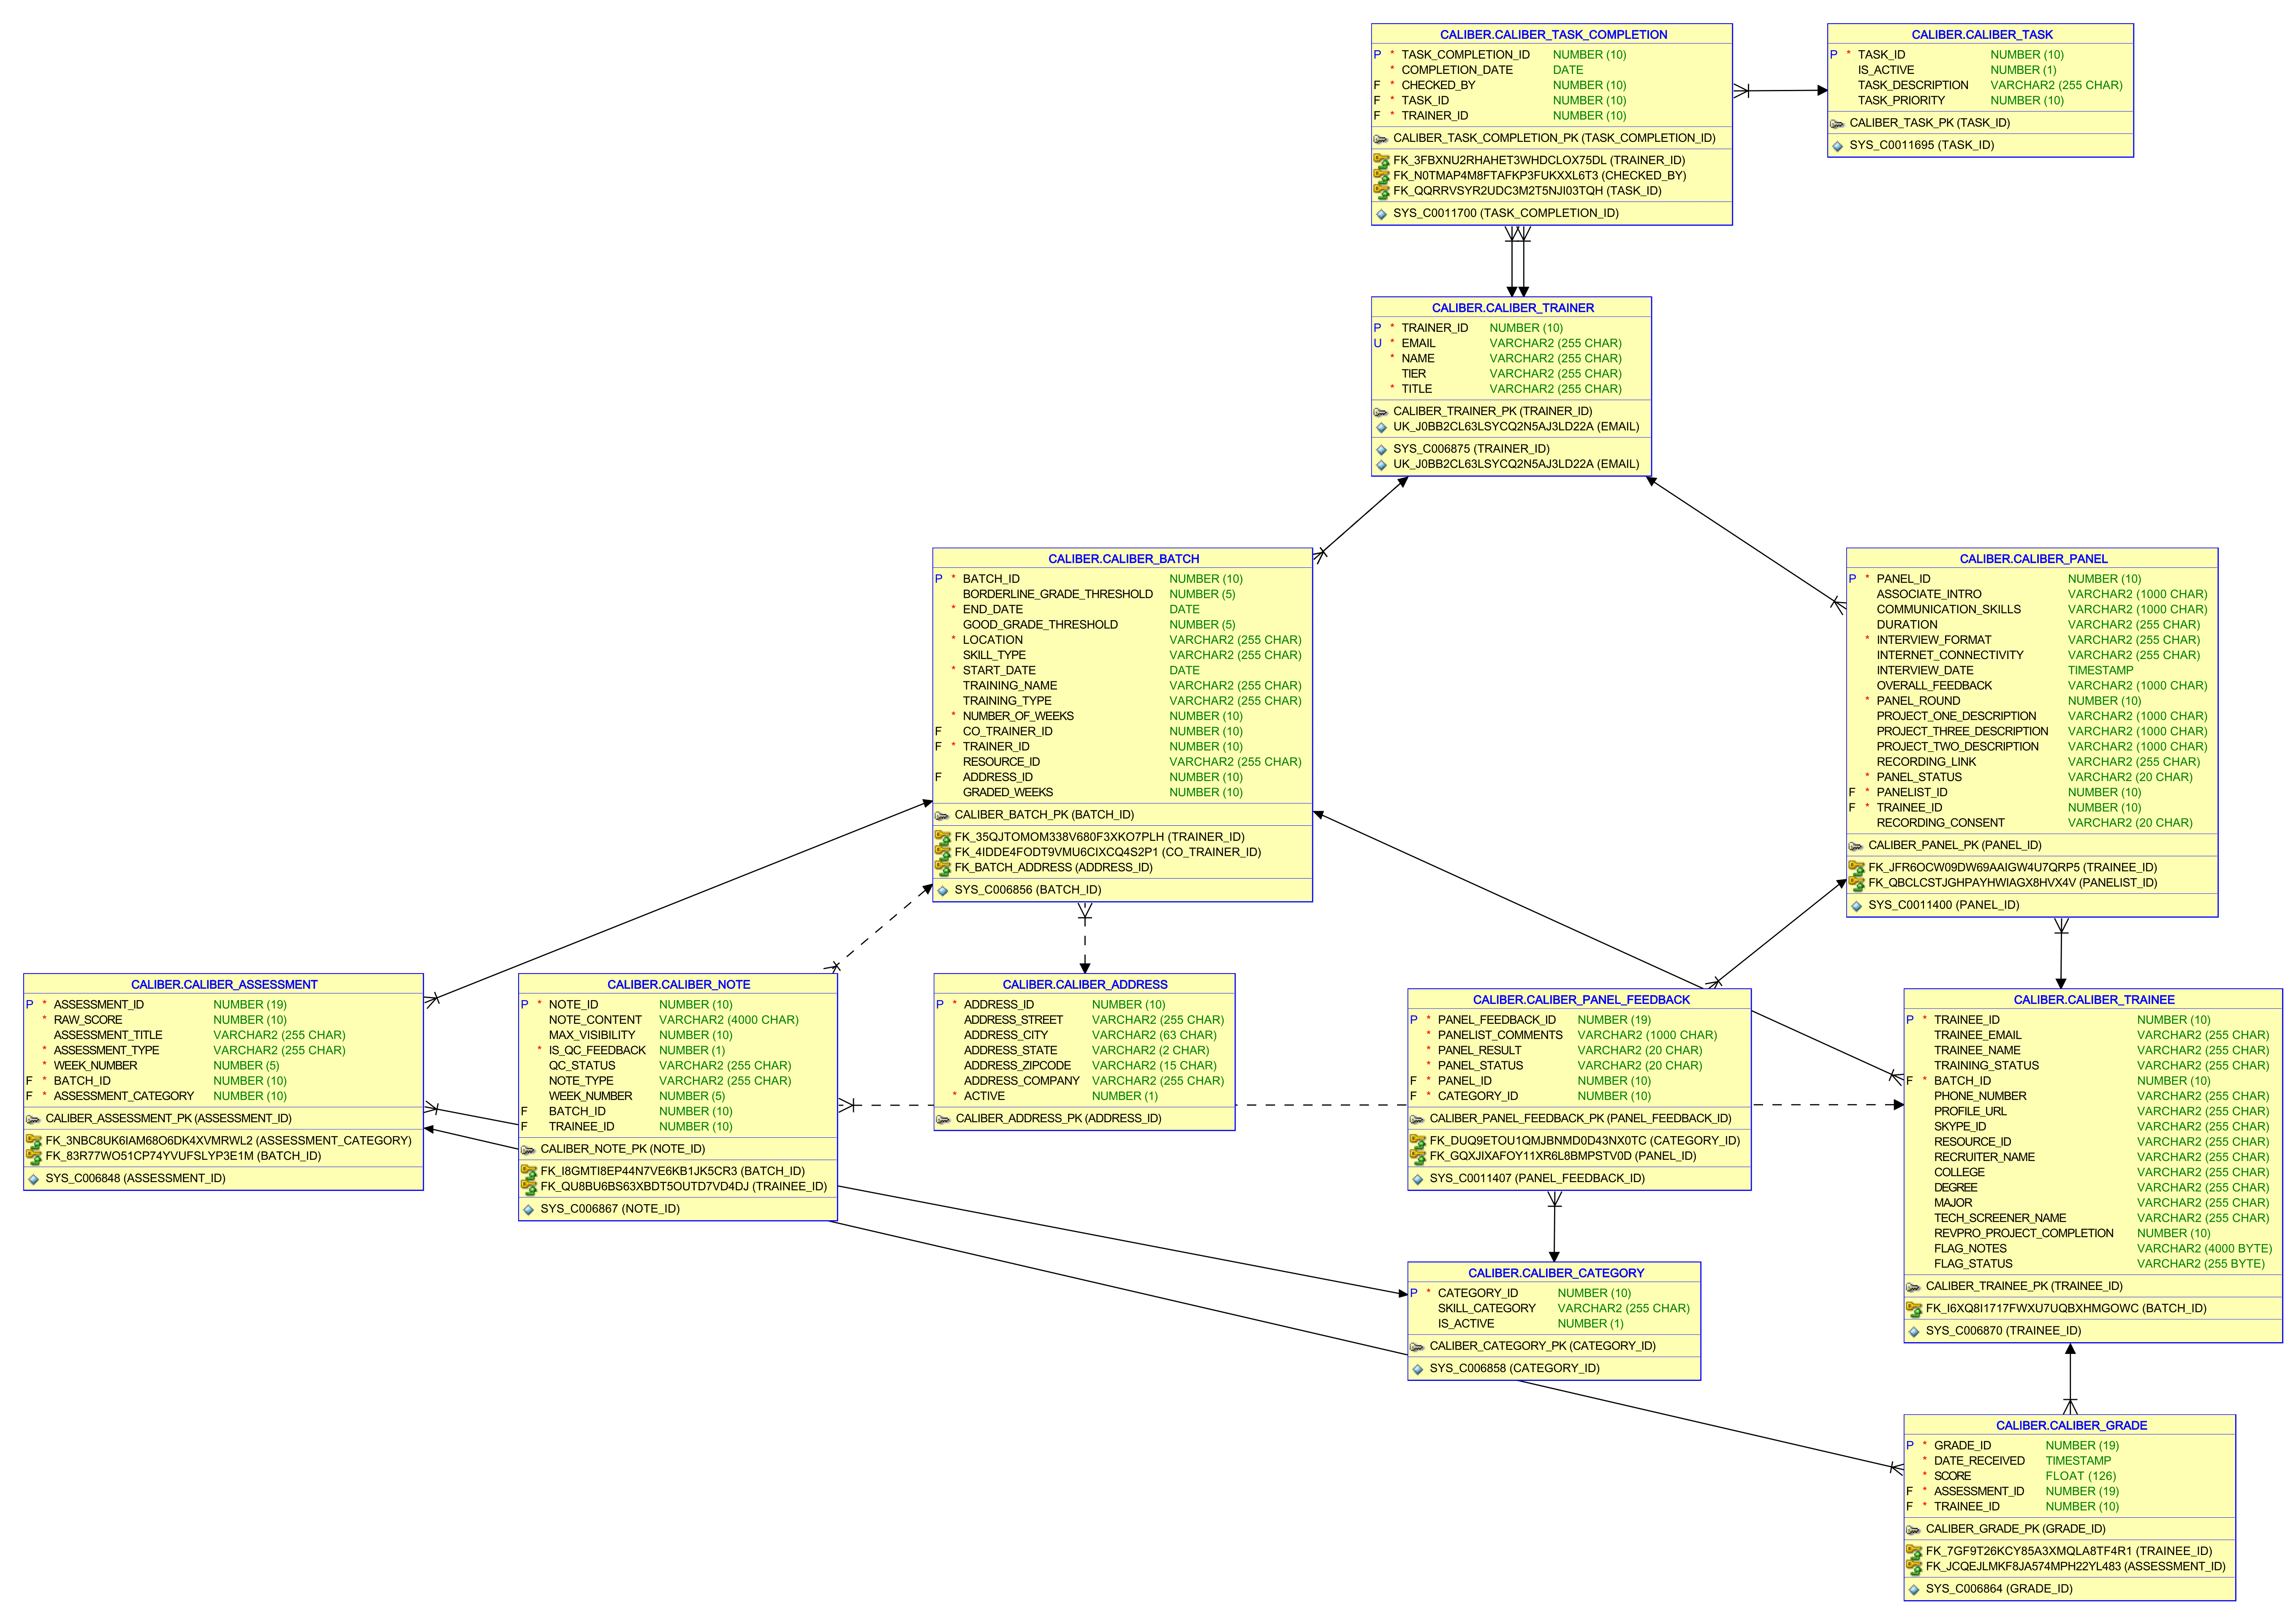 CALIBER.CALIBER_TASK_COMPLETION
P * TASK_COMPLETION_ID NUMBER (10)
* COMPLETION_DATE DATE
F * CHECKED_BY NUMBER (10)
F * TASK_ID NUMBER (10)
F * TRAINER_ID NUMBER (10)
CALIBER_TASK_COMPLETION_PK (TASK_COMPLETION_ID)
FK_3FBXNU2RHAHET3WHDCLOX75DL (TRAINER_ID)
FK_N0TMAP4M8FTAFKP3FUKXXL6T3 (CHECKED_BY)
FK_QQRRVSYR2UDC3M2T5NJI03TQH (TASK_ID)
SYS_C0011700 (TASK_COMPLETION_ID)
CALIBER.CALIBER_TASK
P * TASK_ID NUMBER (10)
IS_ACTIVE NUMBER (1)
TASK_DESCRIPTION VARCHAR2 (255 CHAR)
TASK_PRIORITY NUMBER (10)
CALIBER_TASK_PK (TASK_ID)
SYS_C0011695 (TASK_ID)
CALIBER.CALIBER_TRAINER
P * TRAINER_ID NUMBER (10)
U * EMAIL VARCHAR2 (255 CHAR)
* NAME VARCHAR2 (255 CHAR)
TIER VARCHAR2 (255 CHAR)
* TITLE VARCHAR2 (255 CHAR)
CALIBER_TRAINER_PK (TRAINER_ID)
UK_J0BB2CL63LSYCQ2N5AJ3LD22A (EMAIL)
SYS_C006875 (TRAINER_ID)
UK_J0BB2CL63LSYCQ2N5AJ3LD22A (EMAIL)
CALIBER.CALIBER_BATCH
P * BATCH_ID NUMBER (10)
BORDERLINE_GRADE_THRESHOLD NUMBER (5)
* END_DATE DATE
GOOD_GRADE_THRESHOLD NUMBER (5)
* LOCATION VARCHAR2 (255 CHAR)
SKILL_TYPE VARCHAR2 (255 CHAR)
* START_DATE DATE
TRAINING_NAME VARCHAR2 (255 CHAR)
TRAINING_TYPE VARCHAR2 (255 CHAR)
* NUMBER_OF_WEEKS NUMBER (10)
F CO_TRAINER_ID NUMBER (10)
F * TRAINER_ID NUMBER (10)
RESOURCE_ID VARCHAR2 (255 CHAR)
F ADDRESS_ID NUMBER (10)
GRADED_WEEKS NUMBER (10)
CALIBER_BATCH_PK (BATCH_ID)
FK_35QJTOMOM338V680F3XKO7PLH (TRAINER_ID)
FK_4IDDE4FODT9VMU6CIXCQ4S2P1 (CO_TRAINER_ID)
FK_BATCH_ADDRESS (ADDRESS_ID)
SYS_C006856 (BATCH_ID)
CALIBER.CALIBER_PANEL
P * PANEL_ID NUMBER (10)
ASSOCIATE_INTRO VARCHAR2 (1000 CHAR)
COMMUNICATION_SKILLS VARCHAR2 (1000 CHAR)
DURATION VARCHAR2 (255 CHAR)
* INTERVIEW_FORMAT VARCHAR2 (255 CHAR)
INTERNET_CONNECTIVITY VARCHAR2 (255 CHAR)
INTERVIEW_DATE TIMESTAMP
OVERALL_FEEDBACK VARCHAR2 (1000 CHAR)
* PANEL_ROUND NUMBER (10)
PROJECT_ONE_DESCRIPTION VARCHAR2 (1000 CHAR)
PROJECT_THREE_DESCRIPTION VARCHAR2 (1000 CHAR)
PROJECT_TWO_DESCRIPTION VARCHAR2 (1000 CHAR)
RECORDING_LINK VARCHAR2 (255 CHAR)
* PANEL_STATUS VARCHAR2 (20 CHAR)
F * PANELIST_ID NUMBER (10)
F * TRAINEE_ID NUMBER (10)
RECORDING_CONSENT VARCHAR2 (20 CHAR)
CALIBER_PANEL_PK (PANEL_ID)
FK_JFR6OCW09DW69AAIGW4U7QRP5 (TRAINEE_ID)
FK_QBCLCSTJGHPAYHWIAGX8HVX4V (PANELIST_ID)
SYS_C0011400 (PANEL_ID)
CALIBER.CALIBER_ASSESSMENT
P * ASSESSMENT_ID NUMBER (19)
* RAW_SCORE NUMBER (10)
ASSESSMENT_TITLE VARCHAR2 (255 CHAR)
* ASSESSMENT_TYPE VARCHAR2 (255 CHAR)
* WEEK_NUMBER NUMBER (5)
F * BATCH_ID NUMBER (10)
F * ASSESSMENT_CATEGORY NUMBER (10)
CALIBER_ASSESSMENT_PK (ASSESSMENT_ID)
FK_3NBC8UK6IAM68O6DK4XVMRWL2 (ASSESSMENT_CATEGORY)
FK_83R77WO51CP74YVUFSLYP3E1M (BATCH_ID)
SYS_C006848 (ASSESSMENT_ID)
CALIBER.CALIBER_NOTE
P * NOTE_ID NUMBER (10)
NOTE_CONTENT VARCHAR2 (4000 CHAR)
MAX_VISIBILITY NUMBER (10)
* IS_QC_FEEDBACK NUMBER (1)
QC_STATUS VARCHAR2 (255 CHAR)
NOTE_TYPE VARCHAR2 (255 CHAR)
WEEK_NUMBER NUMBER (5)
F BATCH_ID NUMBER (10)
F TRAINEE_ID NUMBER (10)
CALIBER_NOTE_PK (NOTE_ID)
FK_I8GMTI8EP44N7VE6KB1JK5CR3 (BATCH_ID)
FK_QU8BU6BS63XBDT5OUTD7VD4DJ (TRAINEE_ID)
SYS_C006867 (NOTE_ID)
CALIBER.CALIBER_ADDRESS
P * ADDRESS_ID NUMBER (10)
ADDRESS_STREET VARCHAR2 (255 CHAR)
ADDRESS_CITY VARCHAR2 (63 CHAR)
ADDRESS_STATE VARCHAR2 (2 CHAR)
ADDRESS_ZIPCODE VARCHAR2 (15 CHAR)
ADDRESS_COMPANY VARCHAR2 (255 CHAR)
* ACTIVE NUMBER (1)
CALIBER_ADDRESS_PK (ADDRESS_ID)
CALIBER.CALIBER_PANEL_FEEDBACK
P * PANEL_FEEDBACK_ID NUMBER (19)
* PANELIST_COMMENTS VARCHAR2 (1000 CHAR)
* PANEL_RESULT VARCHAR2 (20 CHAR)
* PANEL_STATUS VARCHAR2 (20 CHAR)
F * PANEL_ID NUMBER (10)
F * CATEGORY_ID NUMBER (10)
CALIBER_PANEL_FEEDBACK_PK (PANEL_FEEDBACK_ID)
FK_DUQ9ETOU1QMJBNMD0D43NX0TC (CATEGORY_ID)
FK_GQXJIXAFOY11XR6L8BMPSTV0D (PANEL_ID)
SYS_C0011407 (PANEL_FEEDBACK_ID)
CALIBER.CALIBER_TRAINEE
P * TRAINEE_ID NUMBER (10)
TRAINEE_EMAIL VARCHAR2 (255 CHAR)
TRAINEE_NAME VARCHAR2 (255 CHAR)
TRAINING_STATUS VARCHAR2 (255 CHAR)
F * BATCH_ID NUMBER (10)
PHONE_NUMBER VARCHAR2 (255 CHAR)
PROFILE_URL VARCHAR2 (255 CHAR)
SKYPE_ID VARCHAR2 (255 CHAR)
RESOURCE_ID VARCHAR2 (255 CHAR)
RECRUITER_NAME VARCHAR2 (255 CHAR)
COLLEGE VARCHAR2 (255 CHAR)
DEGREE VARCHAR2 (255 CHAR)
MAJOR VARCHAR2 (255 CHAR)
TECH_SCREENER_NAME VARCHAR2 (255 CHAR)
REVPRO_PROJECT_COMPLETION NUMBER (10)
FLAG_NOTES VARCHAR2 (4000 BYTE)
FLAG_STATUS VARCHAR2 (255 BYTE)
CALIBER_TRAINEE_PK (TRAINEE_ID)
FK_I6XQ8I1717FWXU7UQBXHMGOWC (BATCH_ID)
SYS_C006870 (TRAINEE_ID)
CALIBER.CALIBER_CATEGORY
P * CATEGORY_ID NUMBER (10)
SKILL_CATEGORY VARCHAR2 (255 CHAR)
IS_ACTIVE NUMBER (1)
CALIBER_CATEGORY_PK (CATEGORY_ID)
SYS_C006858 (CATEGORY_ID)
CALIBER.CALIBER_GRADE
P * GRADE_ID NUMBER (19)
* DATE_RECEIVED TIMESTAMP
* SCORE FLOAT (126)
F * ASSESSMENT_ID NUMBER (19)
F * TRAINEE_ID NUMBER (10)
CALIBER_GRADE_PK (GRADE_ID)
FK_7GF9T26KCY85A3XMQLA8TF4R1 (TRAINEE_ID)
FK_JCQEJLMKF8JA574MPH22YL483 (ASSESSMENT_ID)
SYS_C006864 (GRADE_ID)